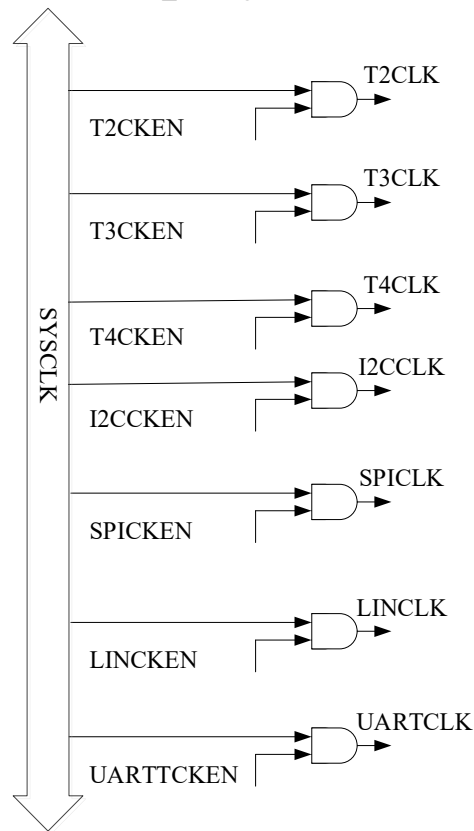 T2CLK
T2CKEN
T3CLK
T3CKEN
T4CLK
T4CKEN
SYSCLK
I2CCLK
I2CCKEN
SPICLK
SPICKEN
LINCLK
LINCKEN
UARTCLK
UARTTCKEN